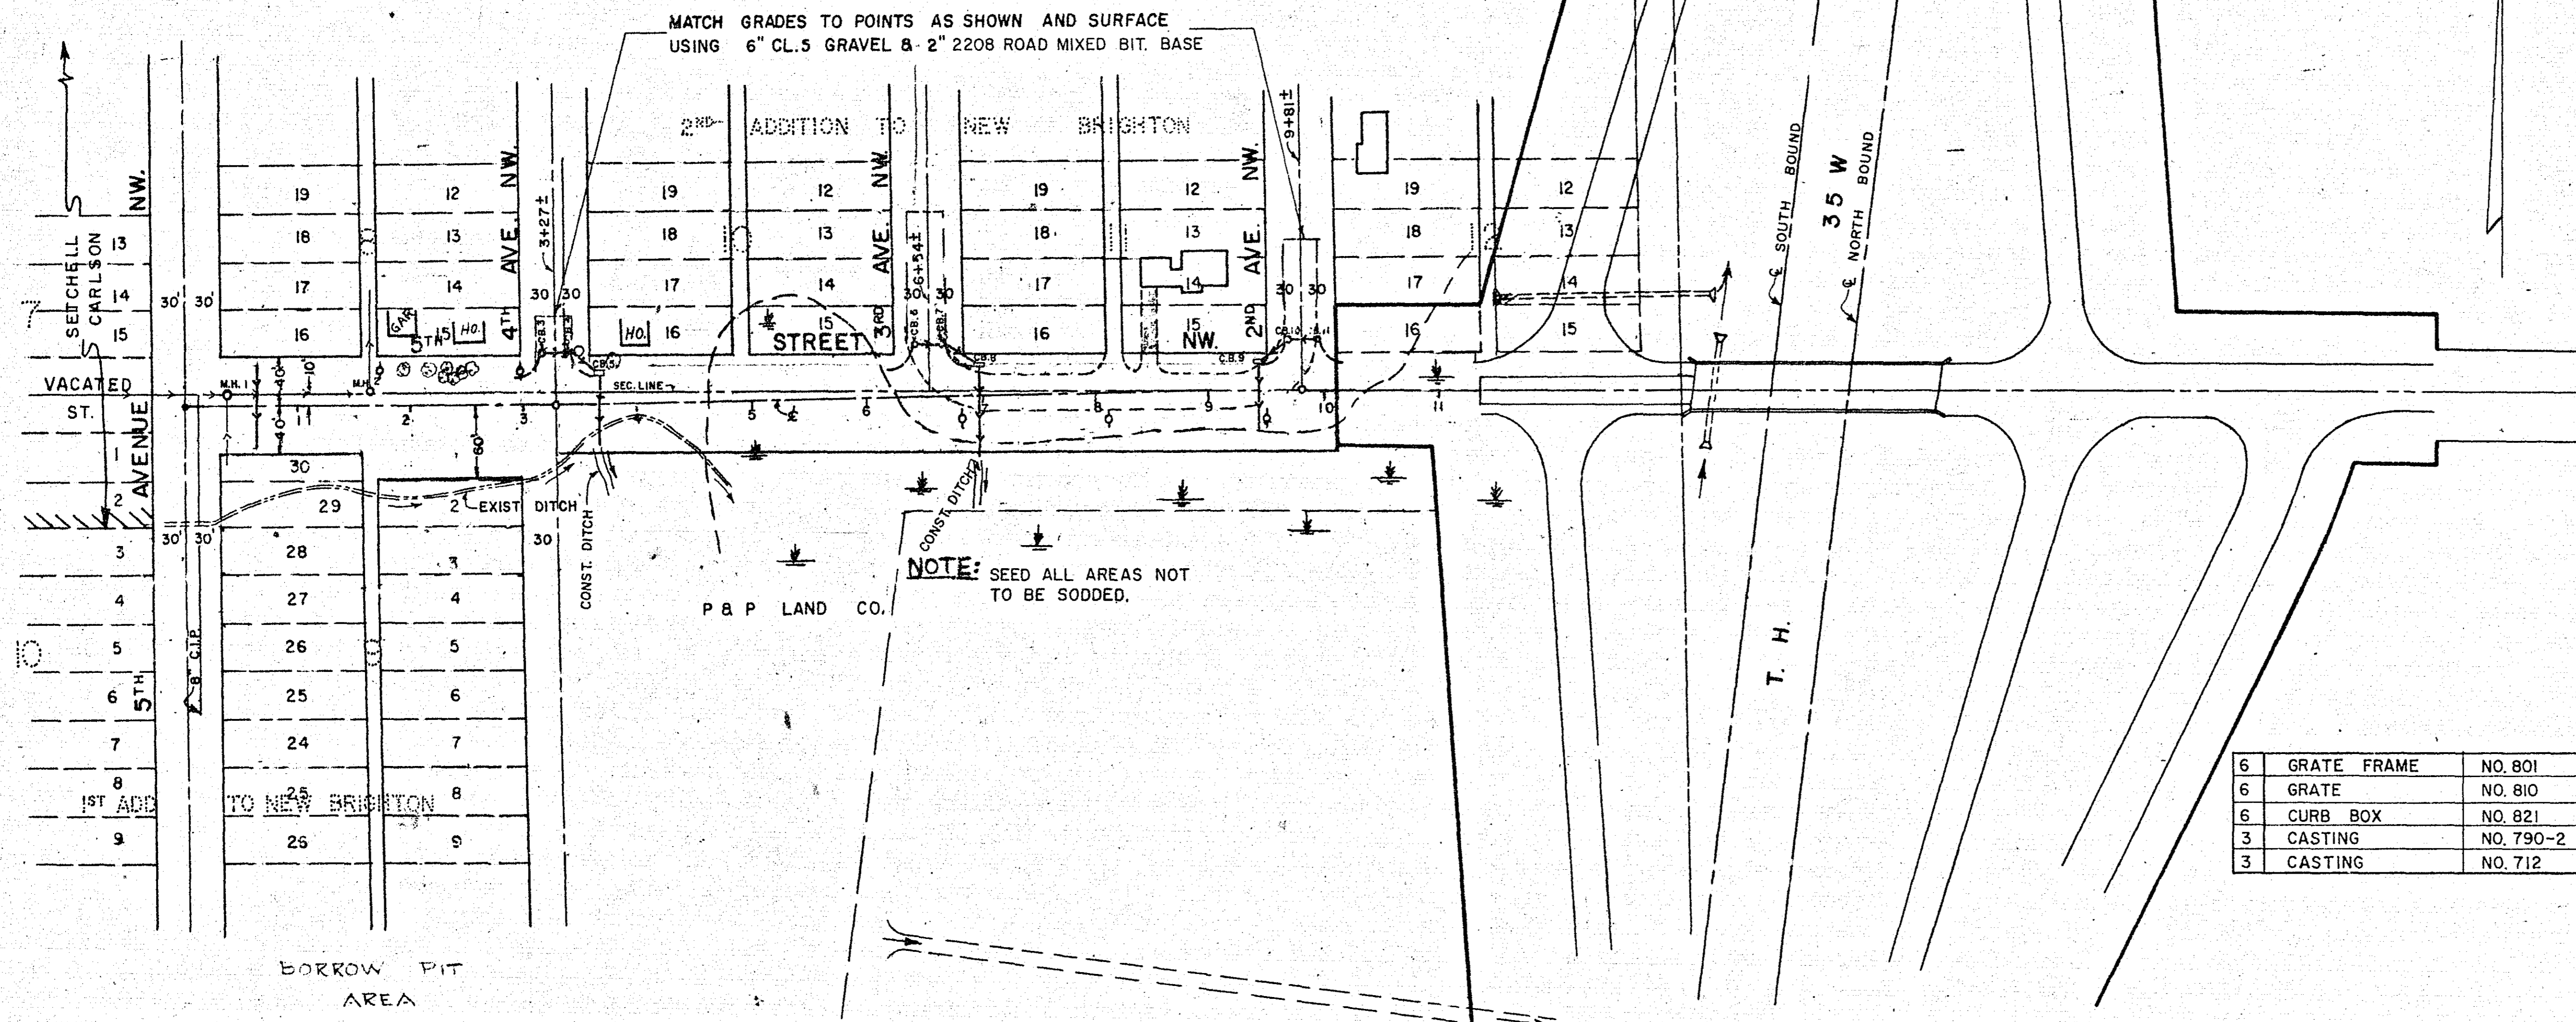 MATCH GRADES TO POINTS AS SHOWN AND SURFACE
USING 6" CL.5 GRAVEL & 2" 2208 ROAD MIXED BIT. BASE
2ND ADDITION TO NEW BRIGHTON
SETCHELL
CARLSON
NW.
4TH AVE. NW.
3RD AVE. NW.
2ND AVE. NW.
3+27±
6+54±
9+81±
19 12 19 12 19 12 19 12
18 13 18 13 18 13 18 13
17 14 17 14 17 14 17 14
16 15 16 15 16 15 16 15
13
14
15
7
30' 30'
30 30
30 30
30 30
GAR.
HO.
HO.
5TH STREET NW.
C.B.3
C.B.5
C.B.6
C.B.7
C.B.8
C.B.9
C.B.10
VACATED
ST.
M.H. 1
M.H. 2
40'
10'
40'
60'
SEC. LINE
℄
1 2 3 4 5 6 7 8 9 10 11
5TH AVENUE
1
2
3
4
5
6
7
8
9
10
30' 30'
30
8" C.I.P.
30
29
28
27
26
25
24
25
26
2
3
4
5
6
7
8
9
EXIST DITCH
CONST. DITCH
CONST. DITCH
NOTE: SEED ALL AREAS NOT
TO BE SODDED.
P & P LAND CO.
1ST ADD TO NEW BRIGHTON
BORROW PIT
AREA
℄ SOUTH BOUND
35 W
℄ NORTH BOUND
T. H.
6 GRATE FRAME NO. 801
6 GRATE NO. 810
6 CURB BOX NO. 821
3 CASTING NO. 790-2
3 CASTING NO. 712